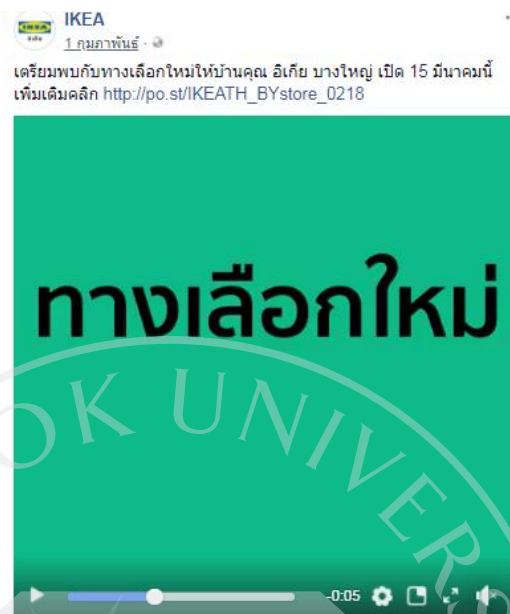 IKEA
1 กุมภาพันธ์ ·
เตรียมพบกับทางเลือกใหม่ให้บ้านคุณ อิเกีย บางใหญ่ เปิด 15 มีนาคมนี้
เพิ่มเติมคลิก http://po.st/IKEATH_BYstore_0218
ทางเลือกใหม่
OK UNIVER
-0:05